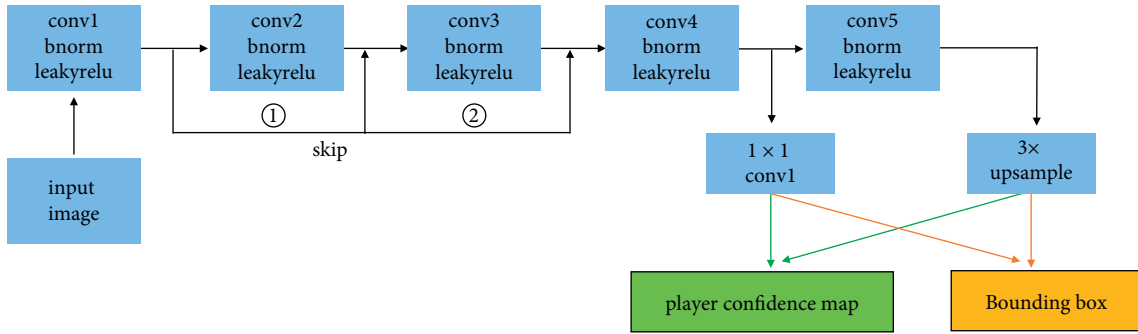 conv1
bnorm
leakyrelu
conv2
bnorm
leakyrelu
conv3
bnorm
leakyrelu
conv4
bnorm
leakyrelu
conv5
bnorm
leakyrelu
①
②
skip
input
image
1 × 1
conv1
3×
upsample
player confidence map
Bounding box